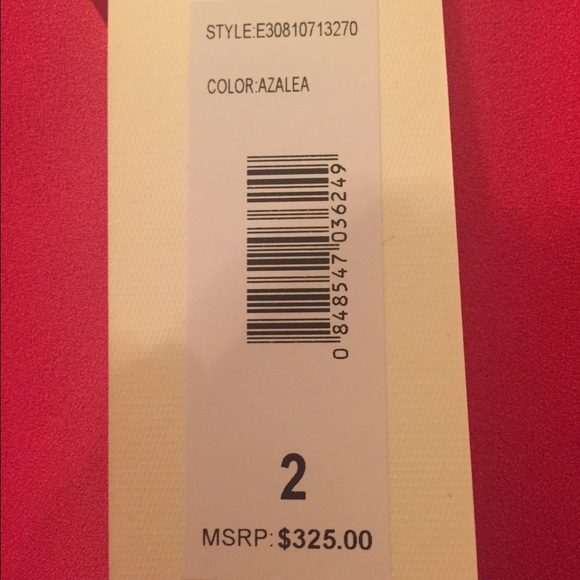 STYLE:E30810713270
COLOR:AZALEA
0 848547 036249
2
MSRP: $325.00